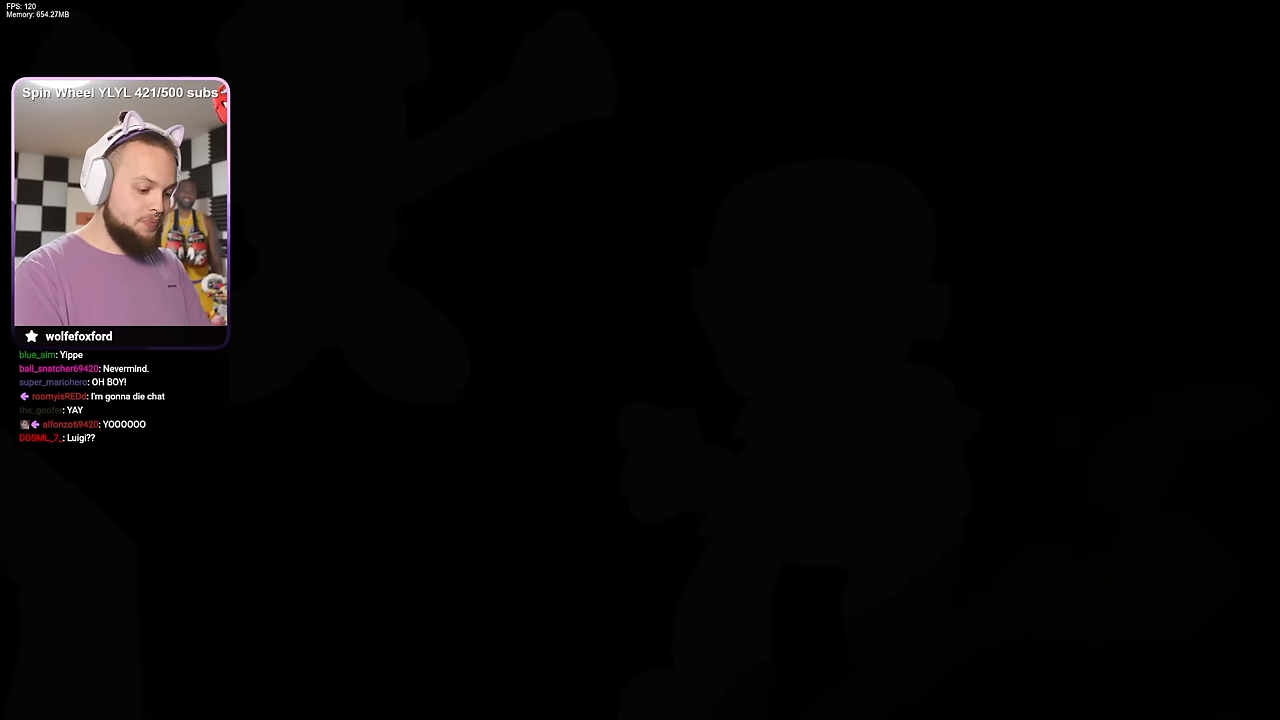 FPS: 120
Memory: 654.27MB
Spin Wheel YLYL 421/500 subs
wolfefoxford
blue_aim: Yippe
ball_snatcher69420: Nevermind.
super_mariohero: OH BOY!
roomyisREDd: I'm gonna die chat
the_goofer: YAY
alfonzo69420: YOOOOOO
DDSML_7_: Luigi??